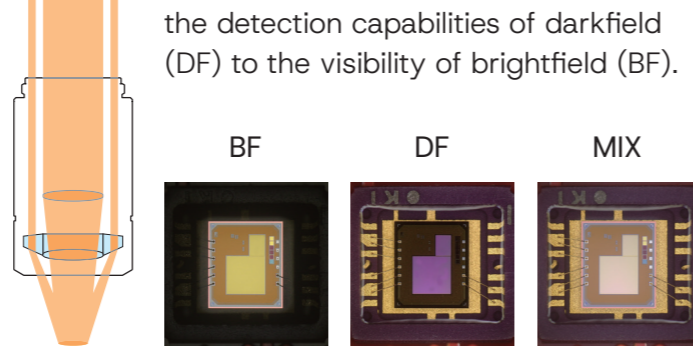 the detection capabilities of darkfield
(DF) to the visibility of brightfield (BF).
BF DF MIX